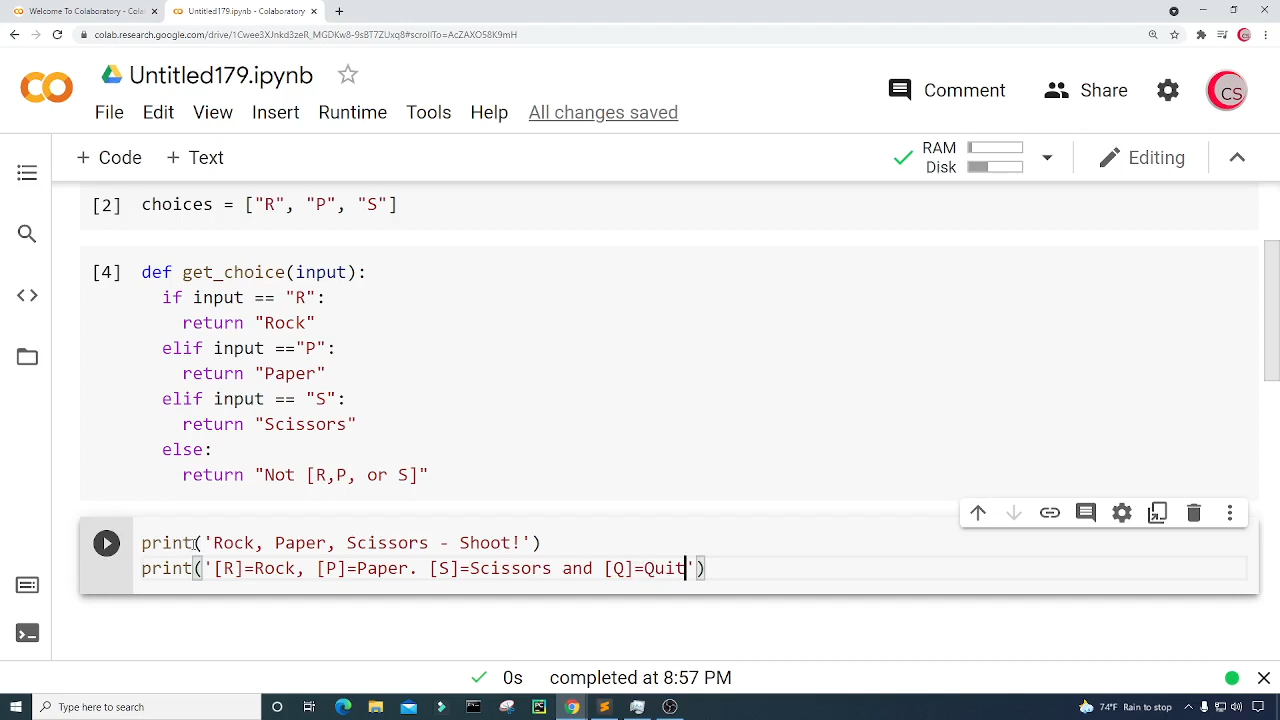 Welcome To Colaboratory - Colabor
Untitled179.ipynb - Colaboratory
colab.research.google.com/drive/1Cwee3XJnkd3zeR_MGDKw8-9sBT7ZUxq8#scrollTo=AcZAXO58K9mH
Untitled179.ipynb
File Edit View Insert Runtime Tools Help All changes saved
Comment
Share
CS
+ Code + Text
RAM
Disk
Editing
[2] choices = ["R", "P", "S"]
[4] def get_choice(input):
if input == "R":
return "Rock"
elif input =="P":
return "Paper"
elif input == "S":
return "Scissors"
else:
return "Not [R,P, or S]"
print('Rock, Paper, Scissors - Shoot!')
print('[R]=Rock, [P]=Paper. [S]=Scissors and [Q]=Quit')
0s completed at 8:57 PM
Type here to search
74°F Rain to stop